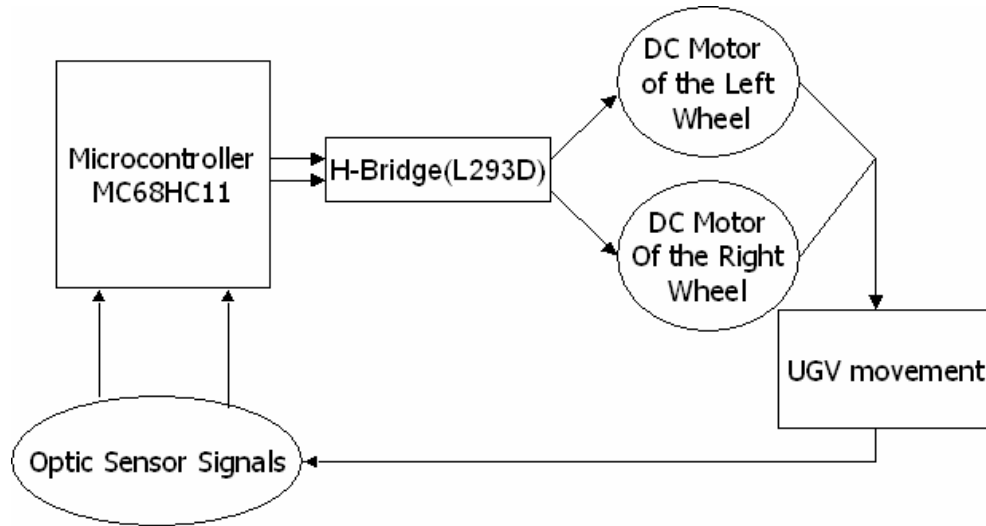 Microcontroller
MC68HC11
H-Bridge(L293D)
DC Motor
of the Left
Wheel
DC Motor
Of the Right
Wheel
UGV movement
Optic Sensor Signals